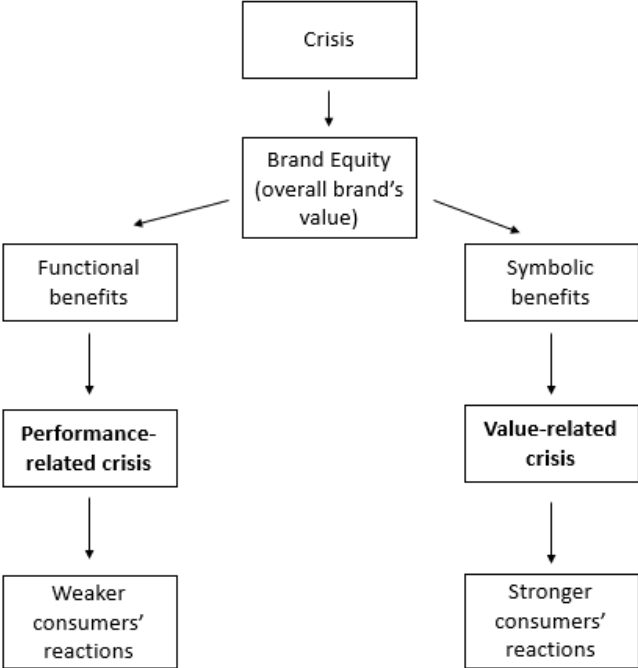 Crisis
Brand Equity
(overall brand's
value)
Functional
benefits
Symbolic
benefits
Performance-
related crisis
Value-related
crisis
Weaker
consumers'
reactions
Stronger
consumers'
reactions